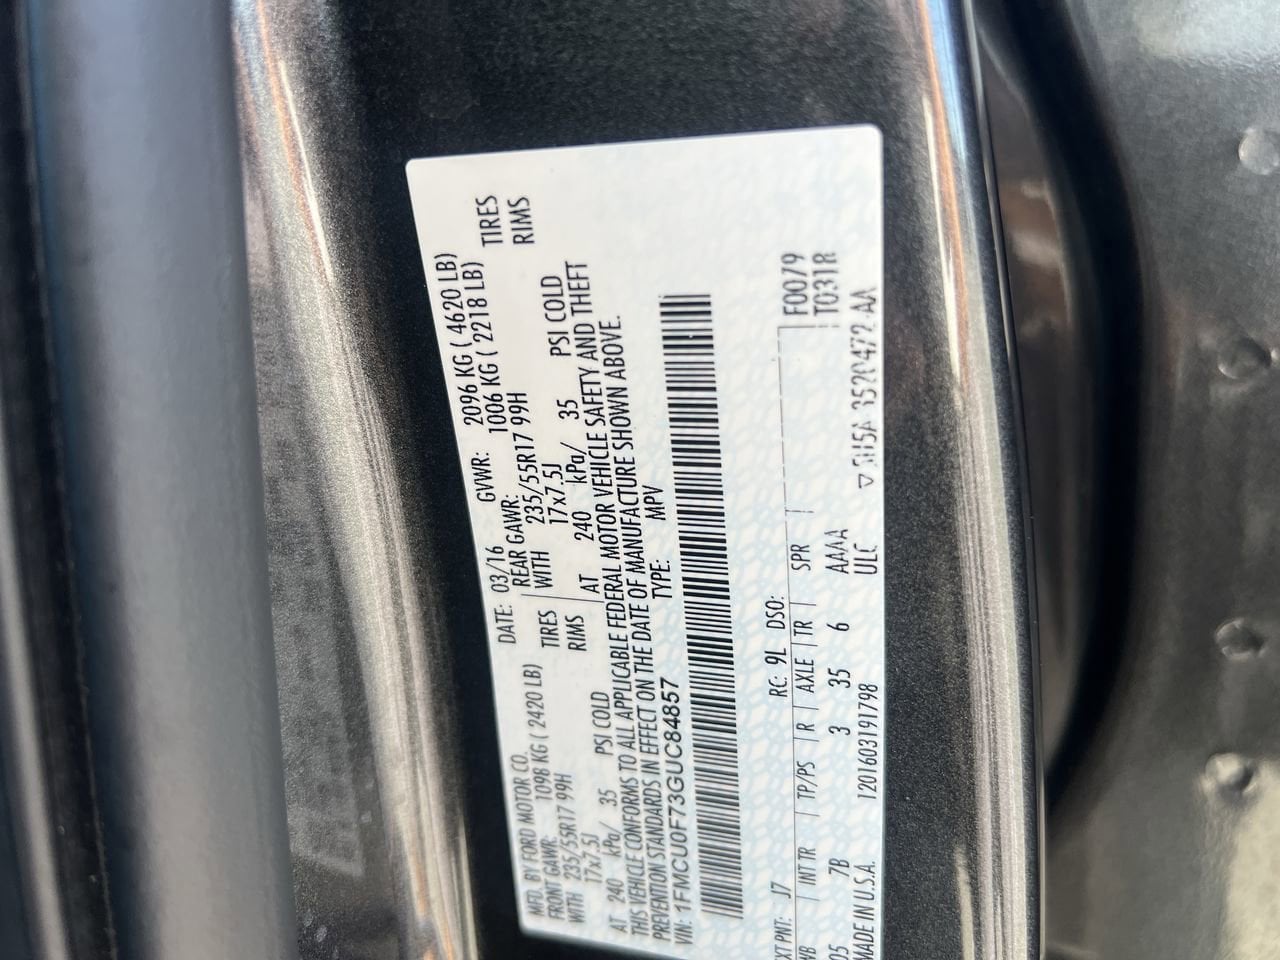 MFD. BY FORD MOTOR CO.
DATE: 03/16 GVWR: 2096 KG ( 4620 LB)
FRONT GAWR: 1098 KG ( 2420 LB)
REAR GAWR: 1006 KG ( 2218 LB)
WITH 235/55R17 99H TIRES
WITH 235/55R17 99H TIRES
17x7.5J RIMS
17x7.5J RIMS
AT 240 kPa/ 35 PSI COLD
AT 240 kPa/ 35 PSI COLD
THIS VEHICLE CONFORMS TO ALL APPLICABLE FEDERAL MOTOR VEHICLE SAFETY AND THEFT
PREVENTION STANDARDS IN EFFECT ON THE DATE OF MANUFACTURE SHOWN ABOVE.
VIN: 1FMCU0F73GUC84857 TYPE: MPV
EXT PNT: J7 RC: 9L DSO: F0079
WB INT TR TP/PS R AXLE TR SPR T031R
05 7B 3 35 6 AAAA
MADE IN U.S.A. 1201603191798 ULC